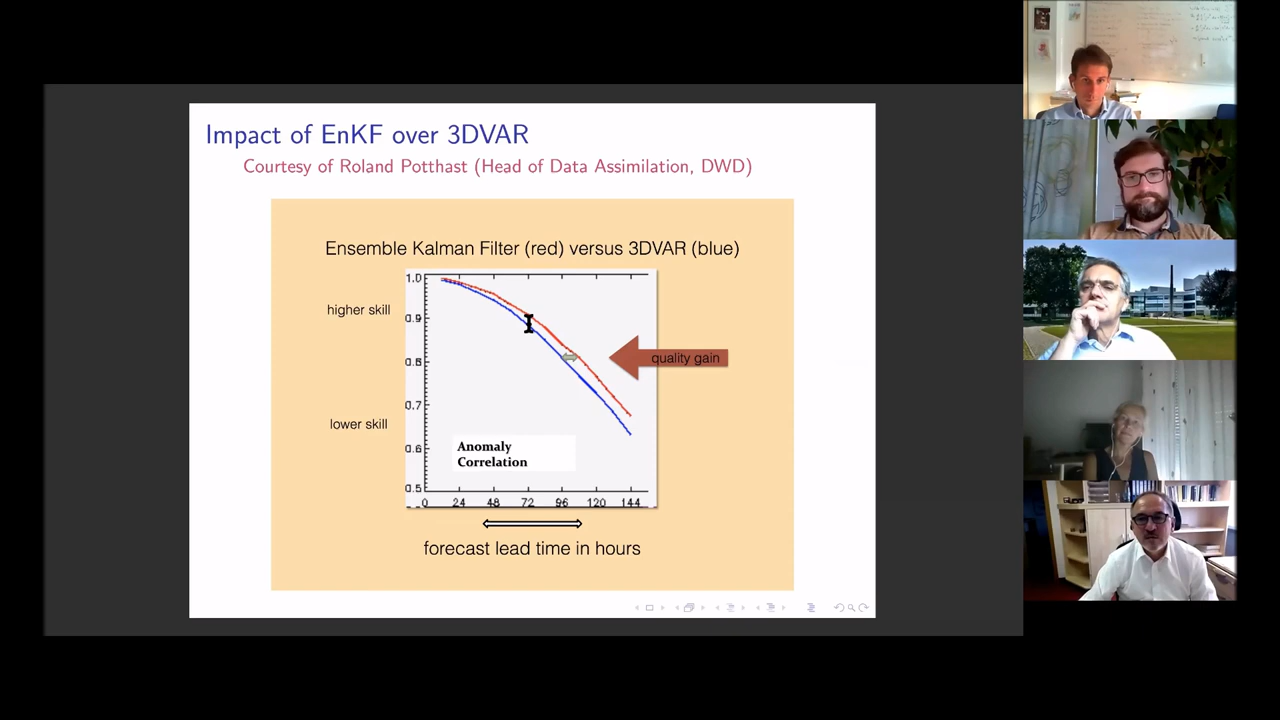 Impact of EnKF over 3DVAR
Courtesy of Roland Potthast (Head of Data Assimilation, DWD)
Ensemble Kalman Filter (red) versus 3DVAR (blue)
1.0
higher skill
0.9
0.8
quality gain
0.7
lower skill
0.6
Anomaly
Correlation
0.5
0 24 48 72 96 120 144
forecast lead time in hours